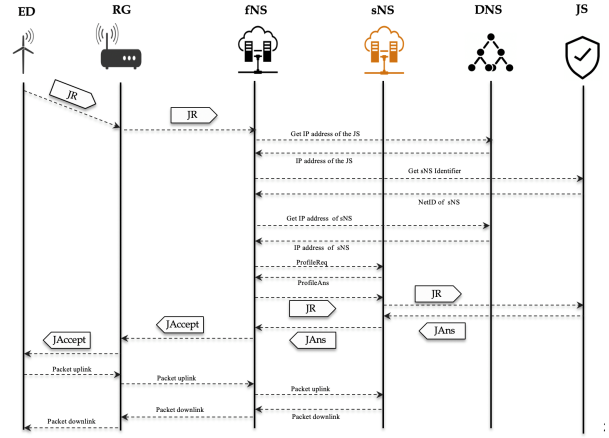 ED
RG
fNS
sNS
DNS
JS
JR
JR
Get IP address of the JS
IP address of the JS
Get sNS Identifier
NetID of sNS
Get IP address of sNS
IP address of sNS
ProfileReq
ProfileAns
JR
JR
JAccept
JAns
JAns
JAccept
Packet uplink
Packet uplink
Packet uplink
Packet downlink
Packet downlink
Packet downlink